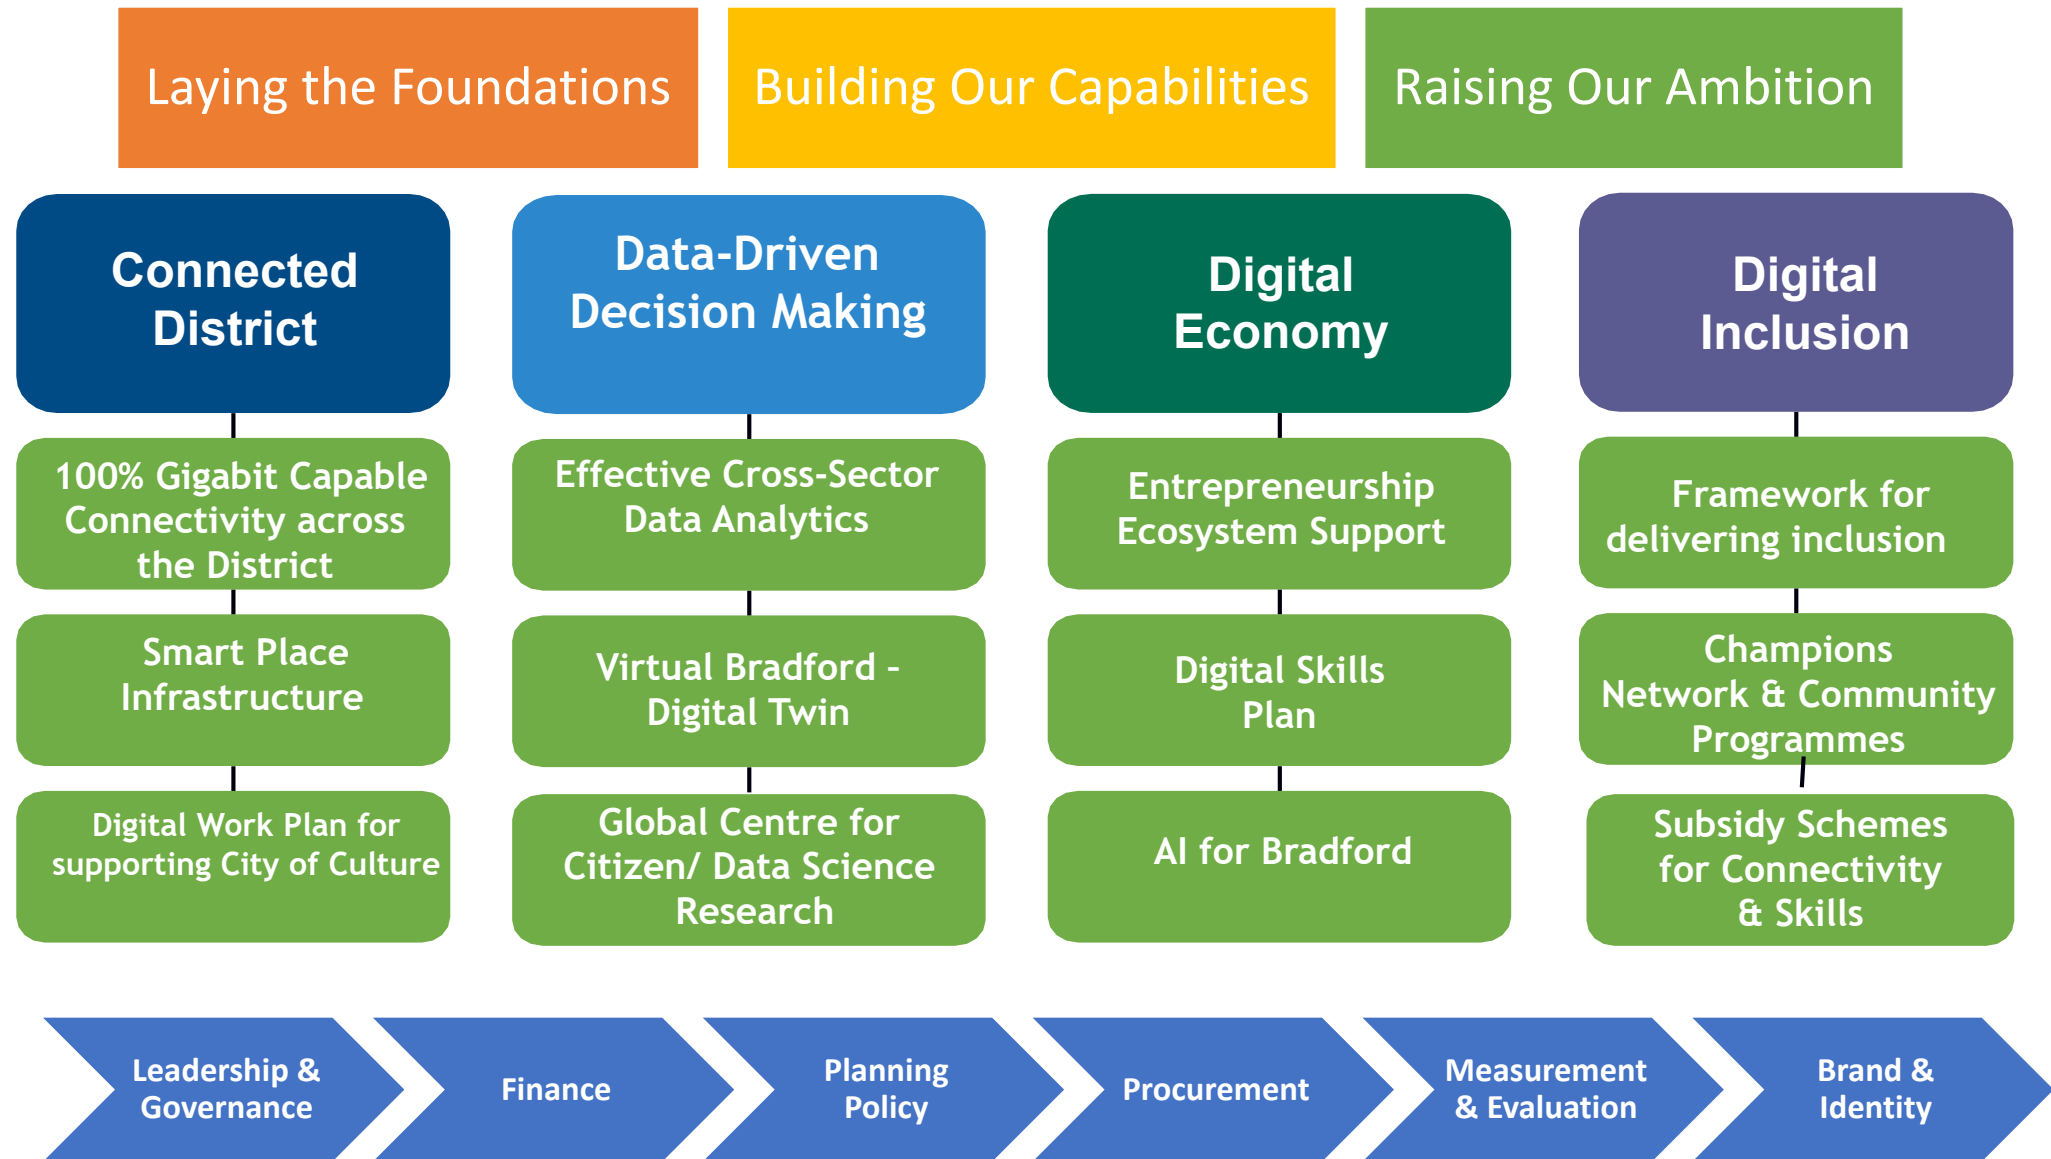 Laying the Foundations
Building Our Capabilities
Raising Our Ambition
Connected
District
Data-Driven
Decision Making
Digital
Economy
Digital
Inclusion
100% Gigabit Capable
Connectivity across
the District
Effective Cross-Sector
Data Analytics
Entrepreneurship
Ecosystem Support
Framework for
delivering inclusion
Smart Place
Infrastructure
Virtual Bradford –
Digital Twin
Digital Skills
Plan
Champions
Network & Community
Programmes
Digital Work Plan for
supporting City of Culture
Global Centre for
Citizen/ Data Science
Research
AI for Bradford
Subsidy Schemes
for Connectivity
& Skills
Leadership &
Governance
Finance
Planning
Policy
Procurement
Measurement
& Evaluation
Brand &
Identity